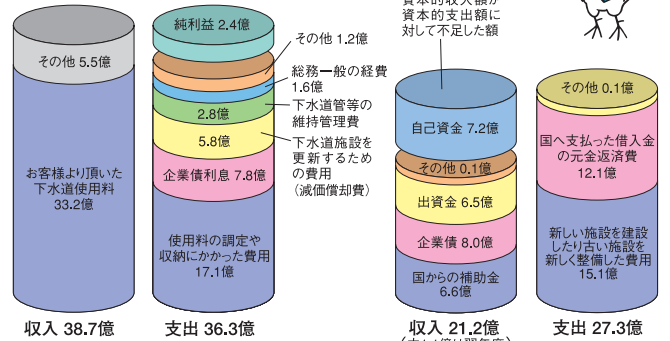 純利益 2.4億
その他 5.5億
その他 1.2億
総務一般の経費
1.6億
2.8億
下水道管等の
維持管理費
5.8億
下水道施設を
更新するため
の費用
(減価償却費)
お客様より頂いた
下水道使用料
33.2億
企業債利息 7.8億
使用料の調定や
収納にかかった費用
17.1億
収入 38.7億
支出 36.3億
資本的収入額が
資本的支出額に
対して不足した額
自己資金 7.2億
その他 0.1億
出資金 6.5億
企業債 8.0億
国からの補助金
6.6億
その他 0.1億
国へ支払った借入金
の元金返済費
12.1億
新しい施設を建設
したり古い施設を
新しく整備した費用
15.1億
収入 21.2億
支出 27.3億